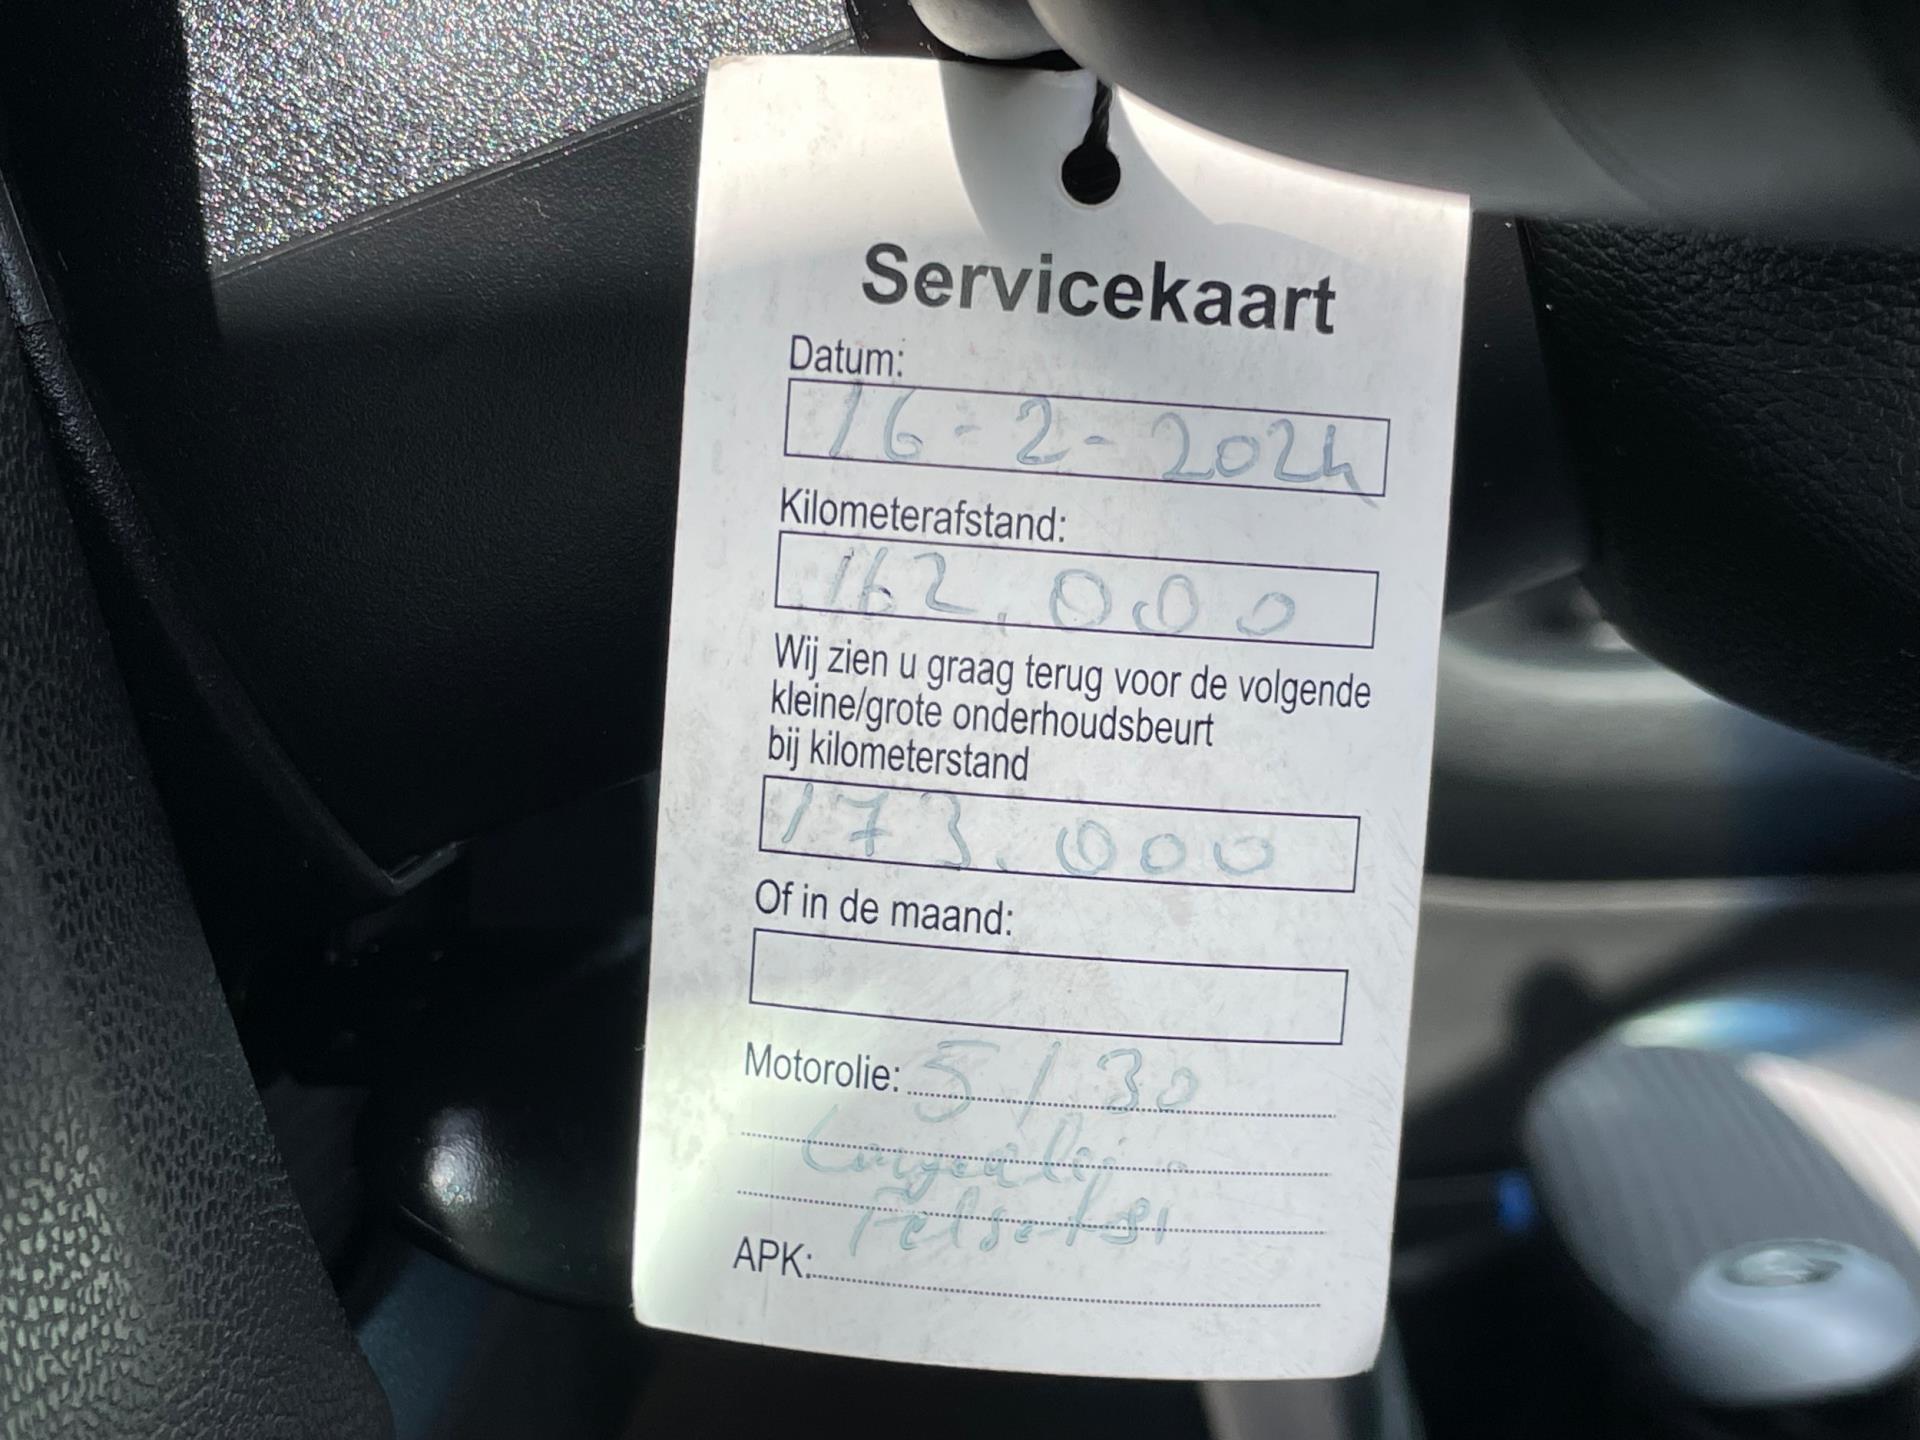 Servicekaart
Datum:
16-2-2024
Kilometerafstand:
162.000
Wij zien u graag terug voor de volgende
kleine/grote onderhoudsbeurt
bij kilometerstand
173.000
Of in de maand:
Motorolie: 5/30
APK: